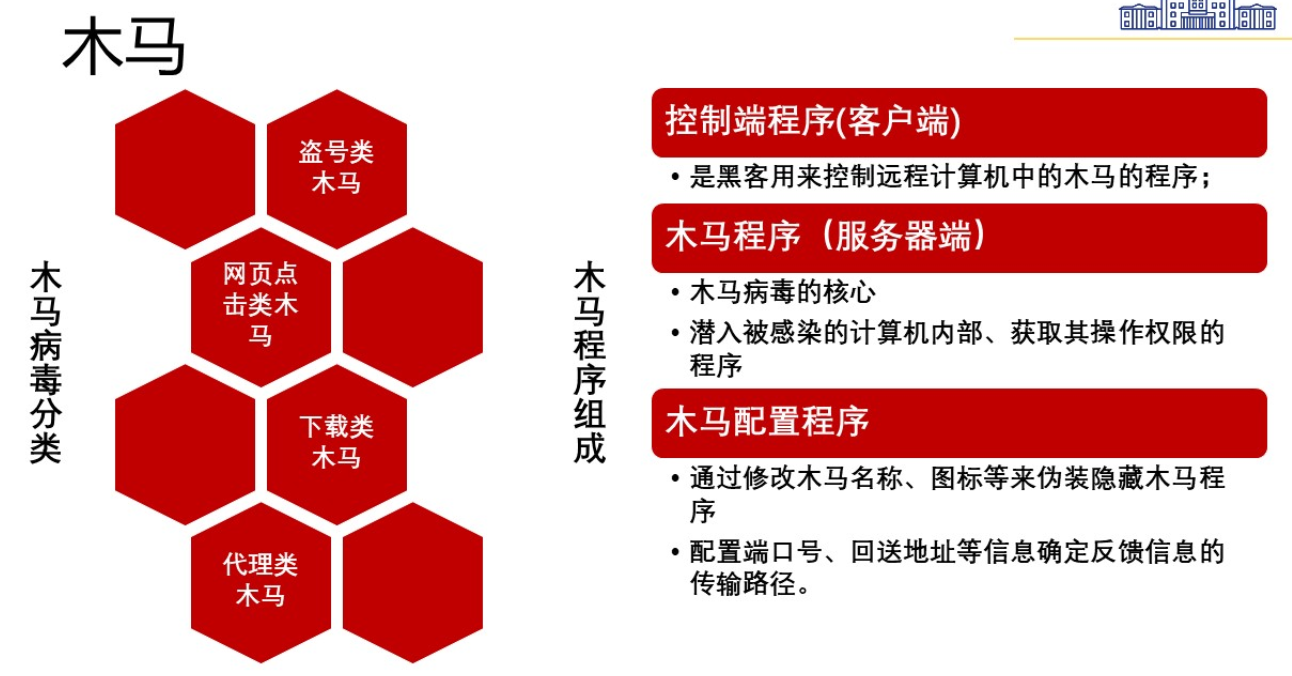 木马
木马病毒分类
盗号类
木马
网页点
击类木
马
下载类
木马
代理类
木马
木马程序组成
控制端程序(客户端)
• 是黑客用来控制远程计算机中的木马的程序；
木马程序（服务器端）
• 木马病毒的核心
• 潜入被感染的计算机内部、获取其操作权限的
程序
木马配置程序
• 通过修改木马名称、图标等来伪装隐藏木马程
序
• 配置端口号、回送地址等信息确定反馈信息的
传输路径。